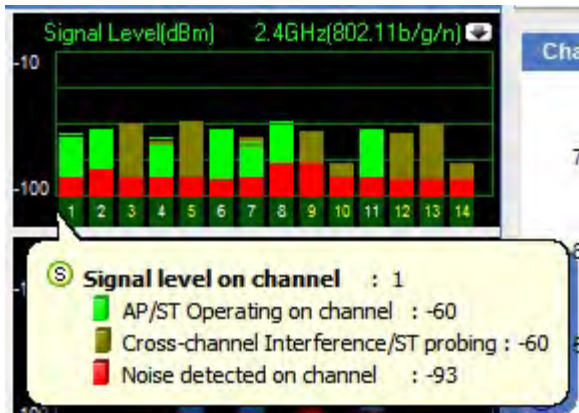 Signal Level(dBm) 2.4GHz(802.11b/g/n)
-10
-100
1 2 3 4 5 6 7 8 9 10 11 12 13 14
Signal level on channel : 1
AP/ST Operating on channel : -60
Cross-channel Interference/ST probing : -60
Noise detected on channel : -93
Cha
7
S